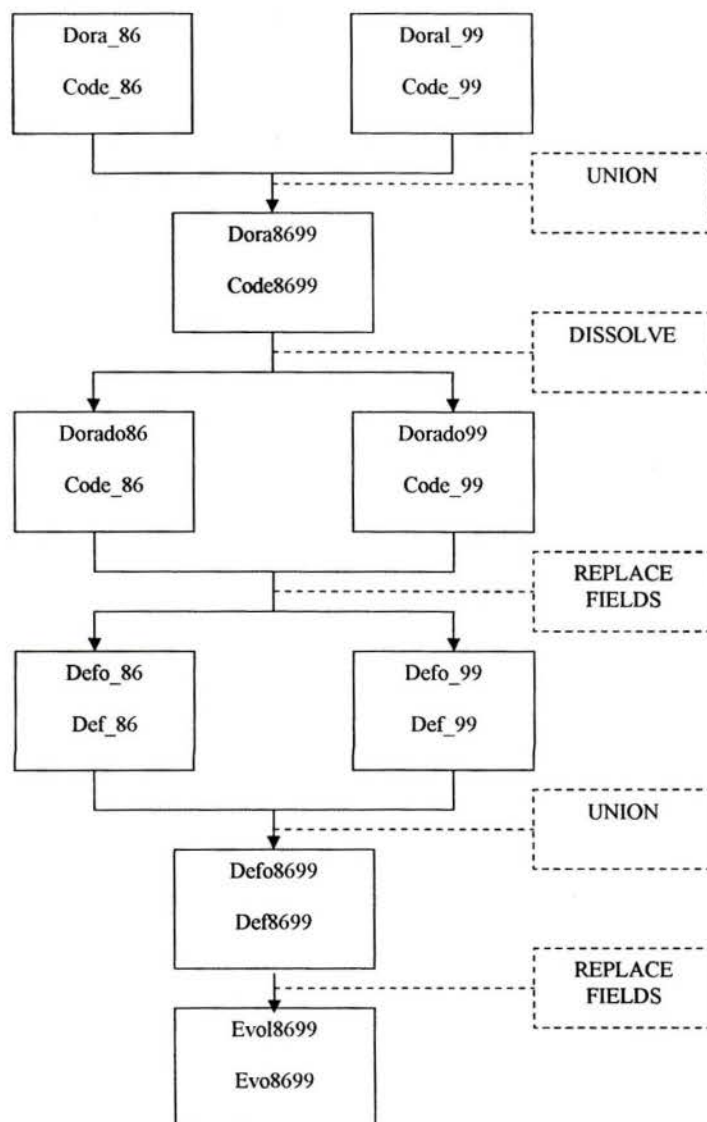 Dora_86
Doral_99
Code_86
Code_99
UNION
Dora8699
Code8699
DISSOLVE
Dorado86
Dorado99
Code_86
Code_99
REPLACE
FIELDS
Defo_86
Defo_99
Def_86
Def_99
UNION
Defo8699
Def8699
REPLACE
FIELDS
Evol8699
Evo8699